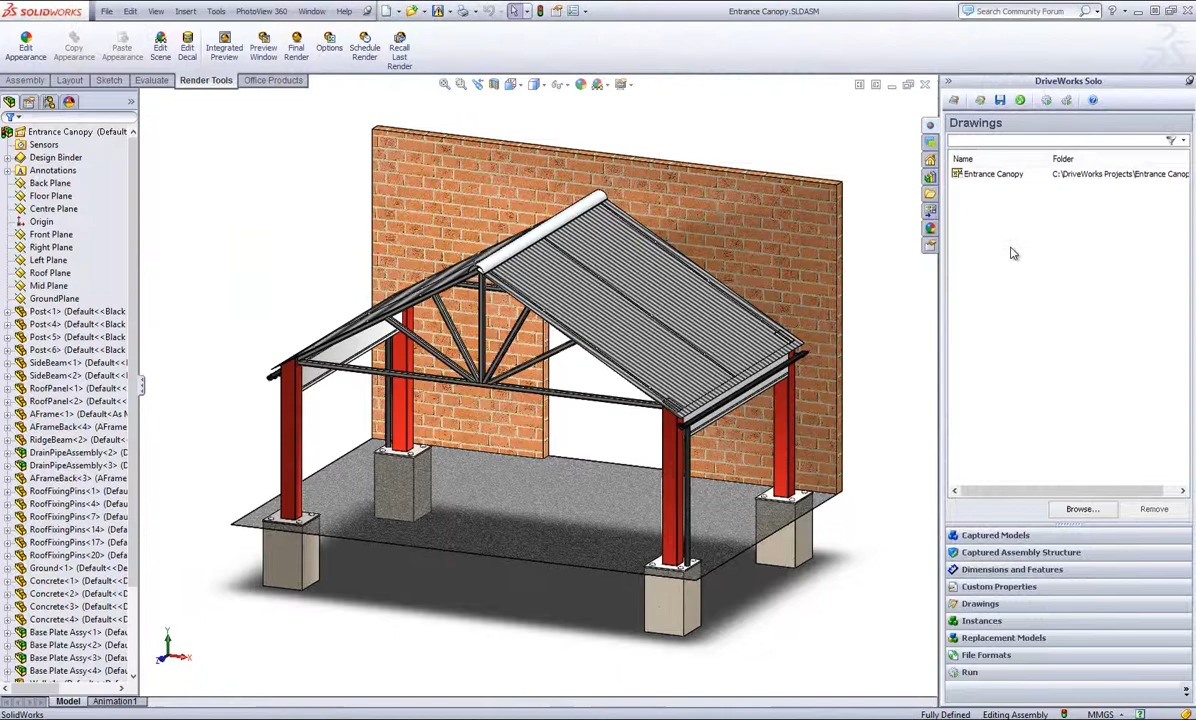 SOLIDWORKS File Edit View Insert Tools PhotoView 360 Window Help Entrance Canopy.SLDASM Search Community Forum
Edit Appearance Copy Appearance Paste Appearance Edit Scene Edit Decal Integrated Preview Preview Window Final Render Options Schedule Render Recall Last Render
Assembly Layout Sketch Evaluate Render Tools Office Products
DriveWorks Solo
Drawings
Name Folder
Entrance Canopy C:\DriveWorks Projects\Entrance Canop
Browse... Remove
Captured Models
Captured Assembly Structure
Dimensions and Features
Custom Properties
Drawings
Instances
Replacement Models
File Formats
Run
Entrance Canopy (Default
Sensors
Design Binder
Annotations
Back Plane
Floor Plane
Centre Plane
Origin
Front Plane
Right Plane
Left Plane
Roof Plane
Mid Plane
GroundPlane
Post<1> (Default<<Black
Post<4> (Default<<Black
Post<5> (Default<<Black
Post<6> (Default<<Black
SideBeam<1> (Default<<D
SideBeam<2> (Default<<D
RoofPanel<1> (Default<<
RoofPanel<2> (Default<<
AFrame<1> (Default<As M
AFrameBack<4> (AFrame
RidgeBeam<2> (Default<
DrainPipeAssembly<2> (D
DrainPipeAssembly<3> (D
AFrameBack<3> (AFrame
RoofFixingPins<1> (Defau
RoofFixingPins<4> (Defau
RoofFixingPins<7> (Defau
RoofFixingPins<14> (Defa
RoofFixingPins<17> (Defa
RoofFixingPins<20> (Defa
Ground<1> (Default<<De
Concrete<1> (Default<<D
Concrete<2> (Default<<D
Concrete<3> (Default<<D
Concrete<4> (Default<<D
Base Plate Assy<1> (Defau
Base Plate Assy<2> (Defau
Base Plate Assy<3> (Defau
Base Plate Assy<4> (Defau
Y
X
Z
Model Animation1
SolidWorks Fully Defined Editing Assembly MMGS